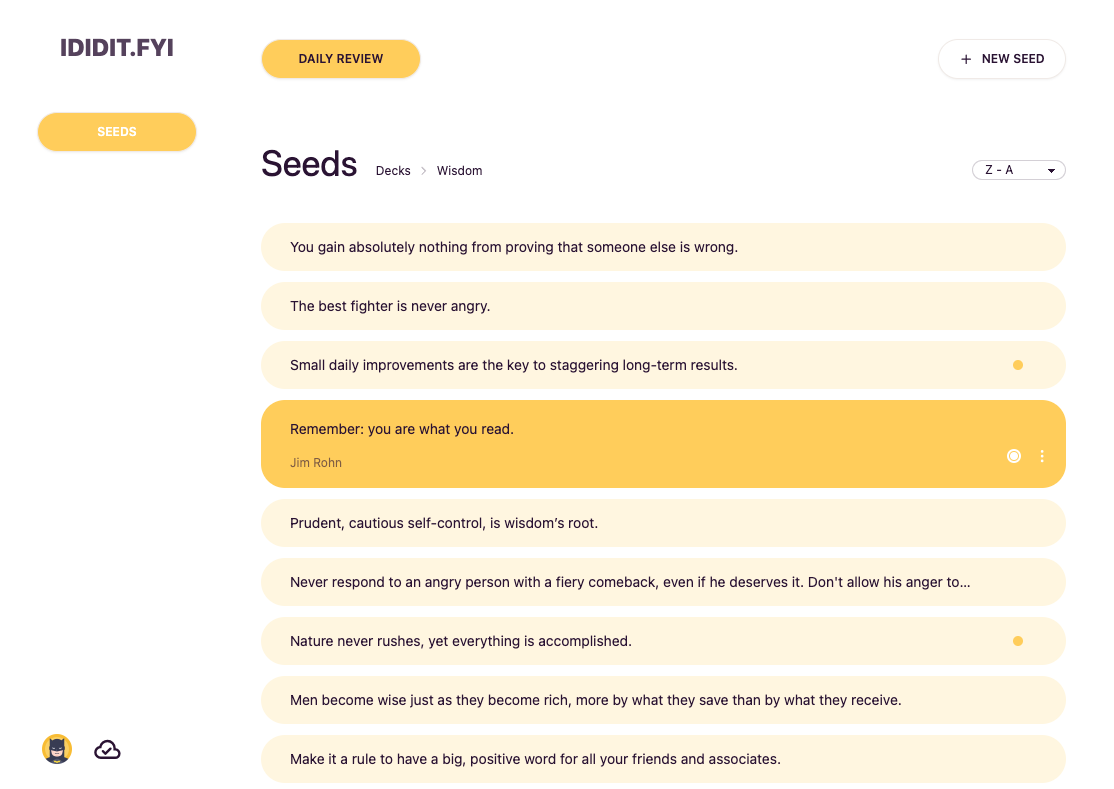 IDIDIT.FYI
DAILY REVIEW
+ NEW SEED
SEEDS
Seeds
Decks > Wisdom
Z - A
You gain absolutely nothing from proving that someone else is wrong.
The best fighter is never angry.
Small daily improvements are the key to staggering long-term results.
Remember: you are what you read.
Jim Rohn
Prudent, cautious self-control, is wisdom’s root.
Never respond to an angry person with a fiery comeback, even if he deserves it. Don't allow his anger to...
Nature never rushes, yet everything is accomplished.
Men become wise just as they become rich, more by what they save than by what they receive.
Make it a rule to have a big, positive word for all your friends and associates.